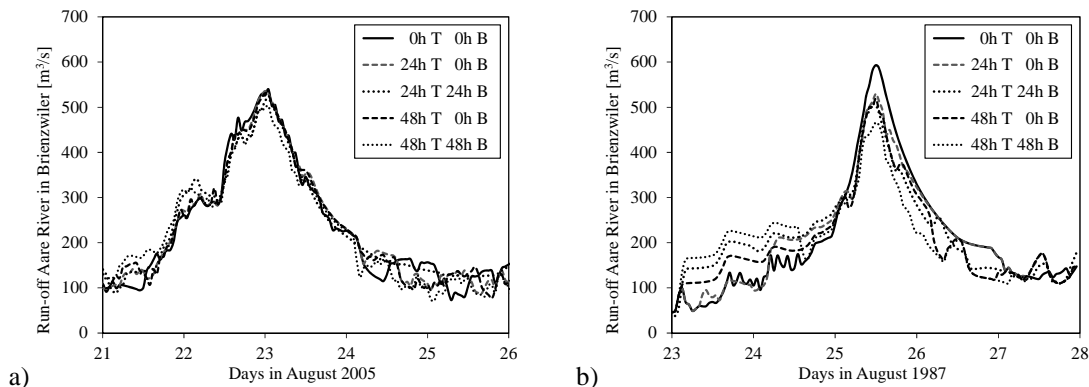 700
600
500
400
300
200
100
0
Run-off Aare River in Brienzwiler [m³/s]
0h T 0h B
24h T 0h B
24h T 24h B
48h T 0h B
48h T 48h B
21 22 23 24 25 26
Days in August 2005
a)
700
600
500
400
300
200
100
0
Run-off Aare River in Brienzwiler [m³/s]
0h T 0h B
24h T 0h B
24h T 24h B
48h T 0h B
48h T 48h B
23 24 25 26 27 28
Days in August 1987
b)